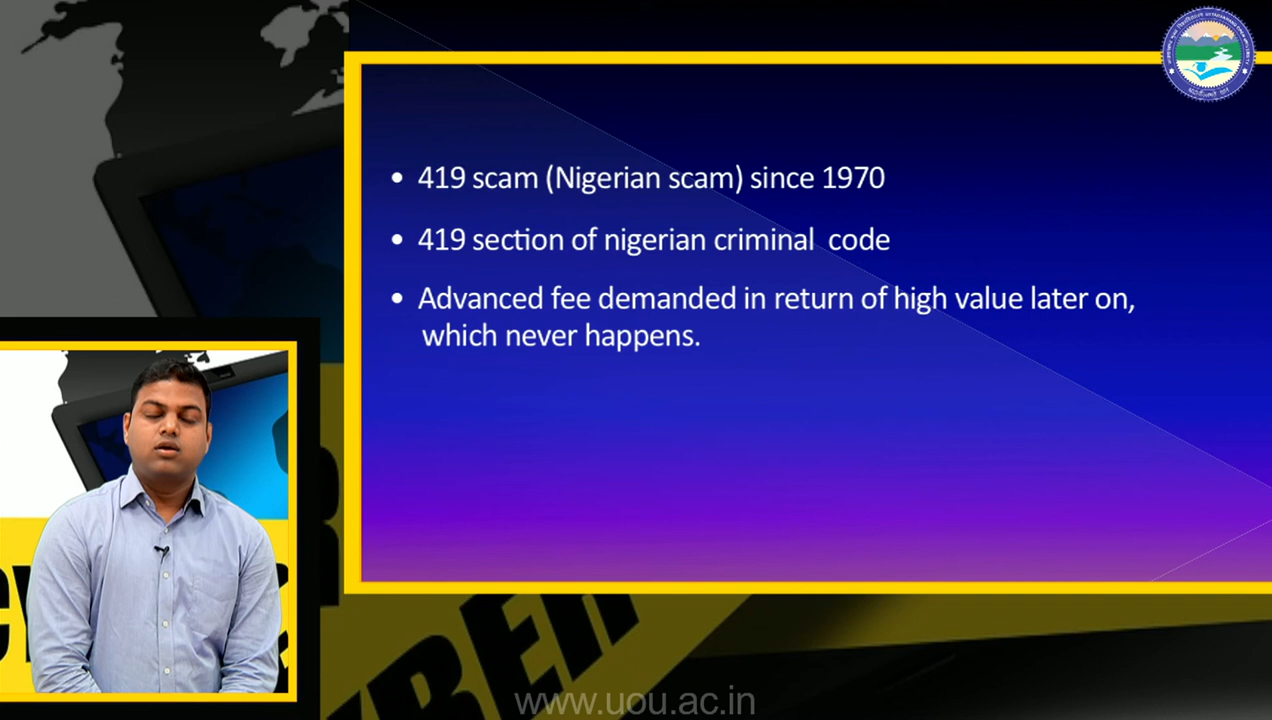 • 419 scam (Nigerian scam) since 1970
• 419 section of nigerian criminal code
• Advanced fee demanded in return of high value later on,
which never happens.
www.uou.ac.in